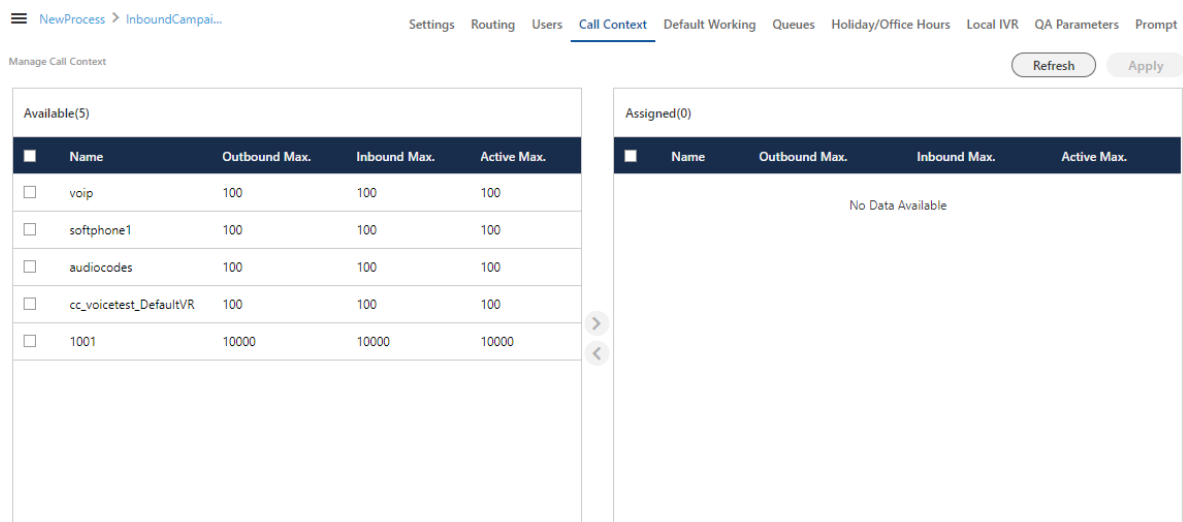 NewProcess > InboundCampai...
Settings Routing Users Call Context Default Working Queues Holiday/Office Hours Local IVR QA Parameters Prompt
Manage Call Context
Refresh Apply
Available(5)
Name Outbound Max. Inbound Max. Active Max.
voip 100 100 100
softphone1 100 100 100
audiocodes 100 100 100
cc_voicetest_DefaultVR 100 100 100
1001 10000 10000 10000
Assigned(0)
Name Outbound Max. Inbound Max. Active Max.
No Data Available